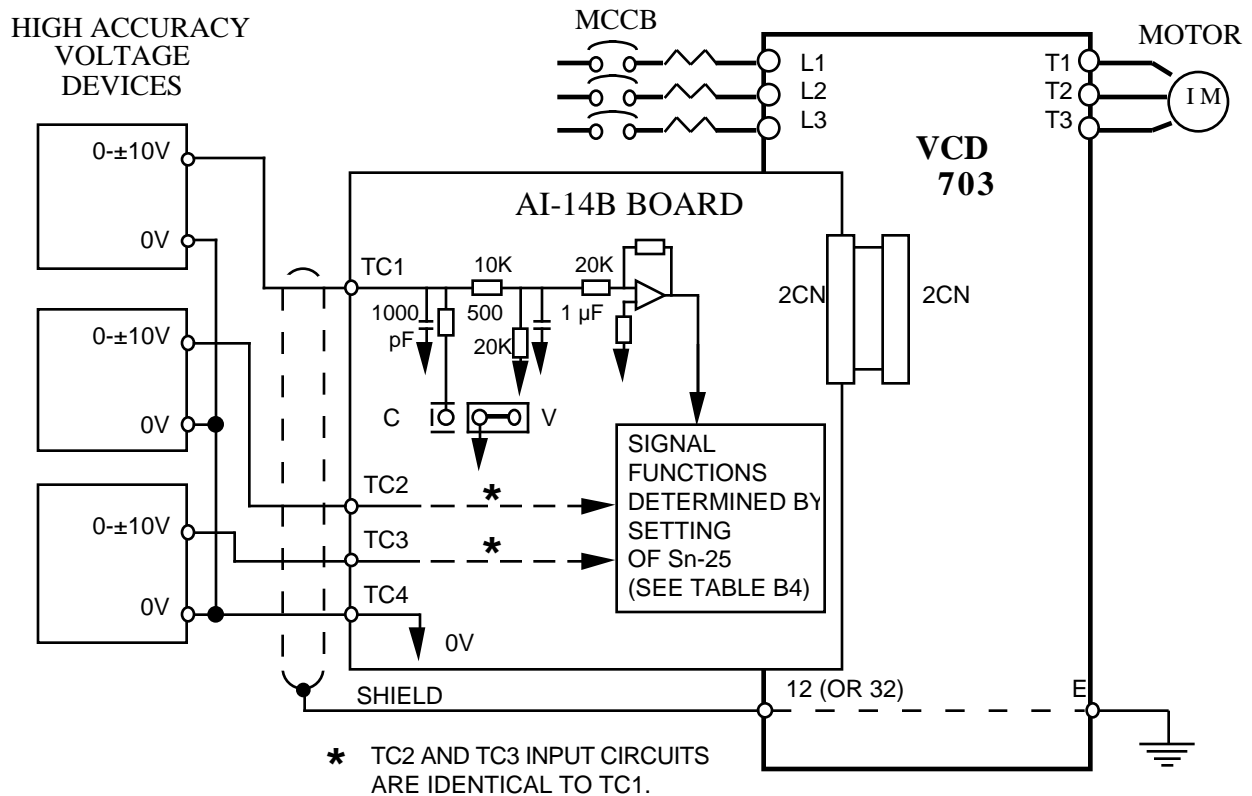 HIGH ACCURACY
VOLTAGE
DEVICES
MCCB
MOTOR
L1
L2
L3
T1
T2
T3
I M
VCD
703
0-±10V
0V
0-±10V
0V
0-±10V
0V
AI-14B BOARD
TC1
10K
20K
1000
pF
500
20K
1 µF
C
V
2CN
2CN
TC2
*
TC3
*
TC4
0V
SIGNAL
FUNCTIONS
DETERMINED BY
SETTING
OF Sn-25
(SEE TABLE B4)
SHIELD
12 (OR 32)
E
* TC2 AND TC3 INPUT CIRCUITS
ARE IDENTICAL TO TC1.